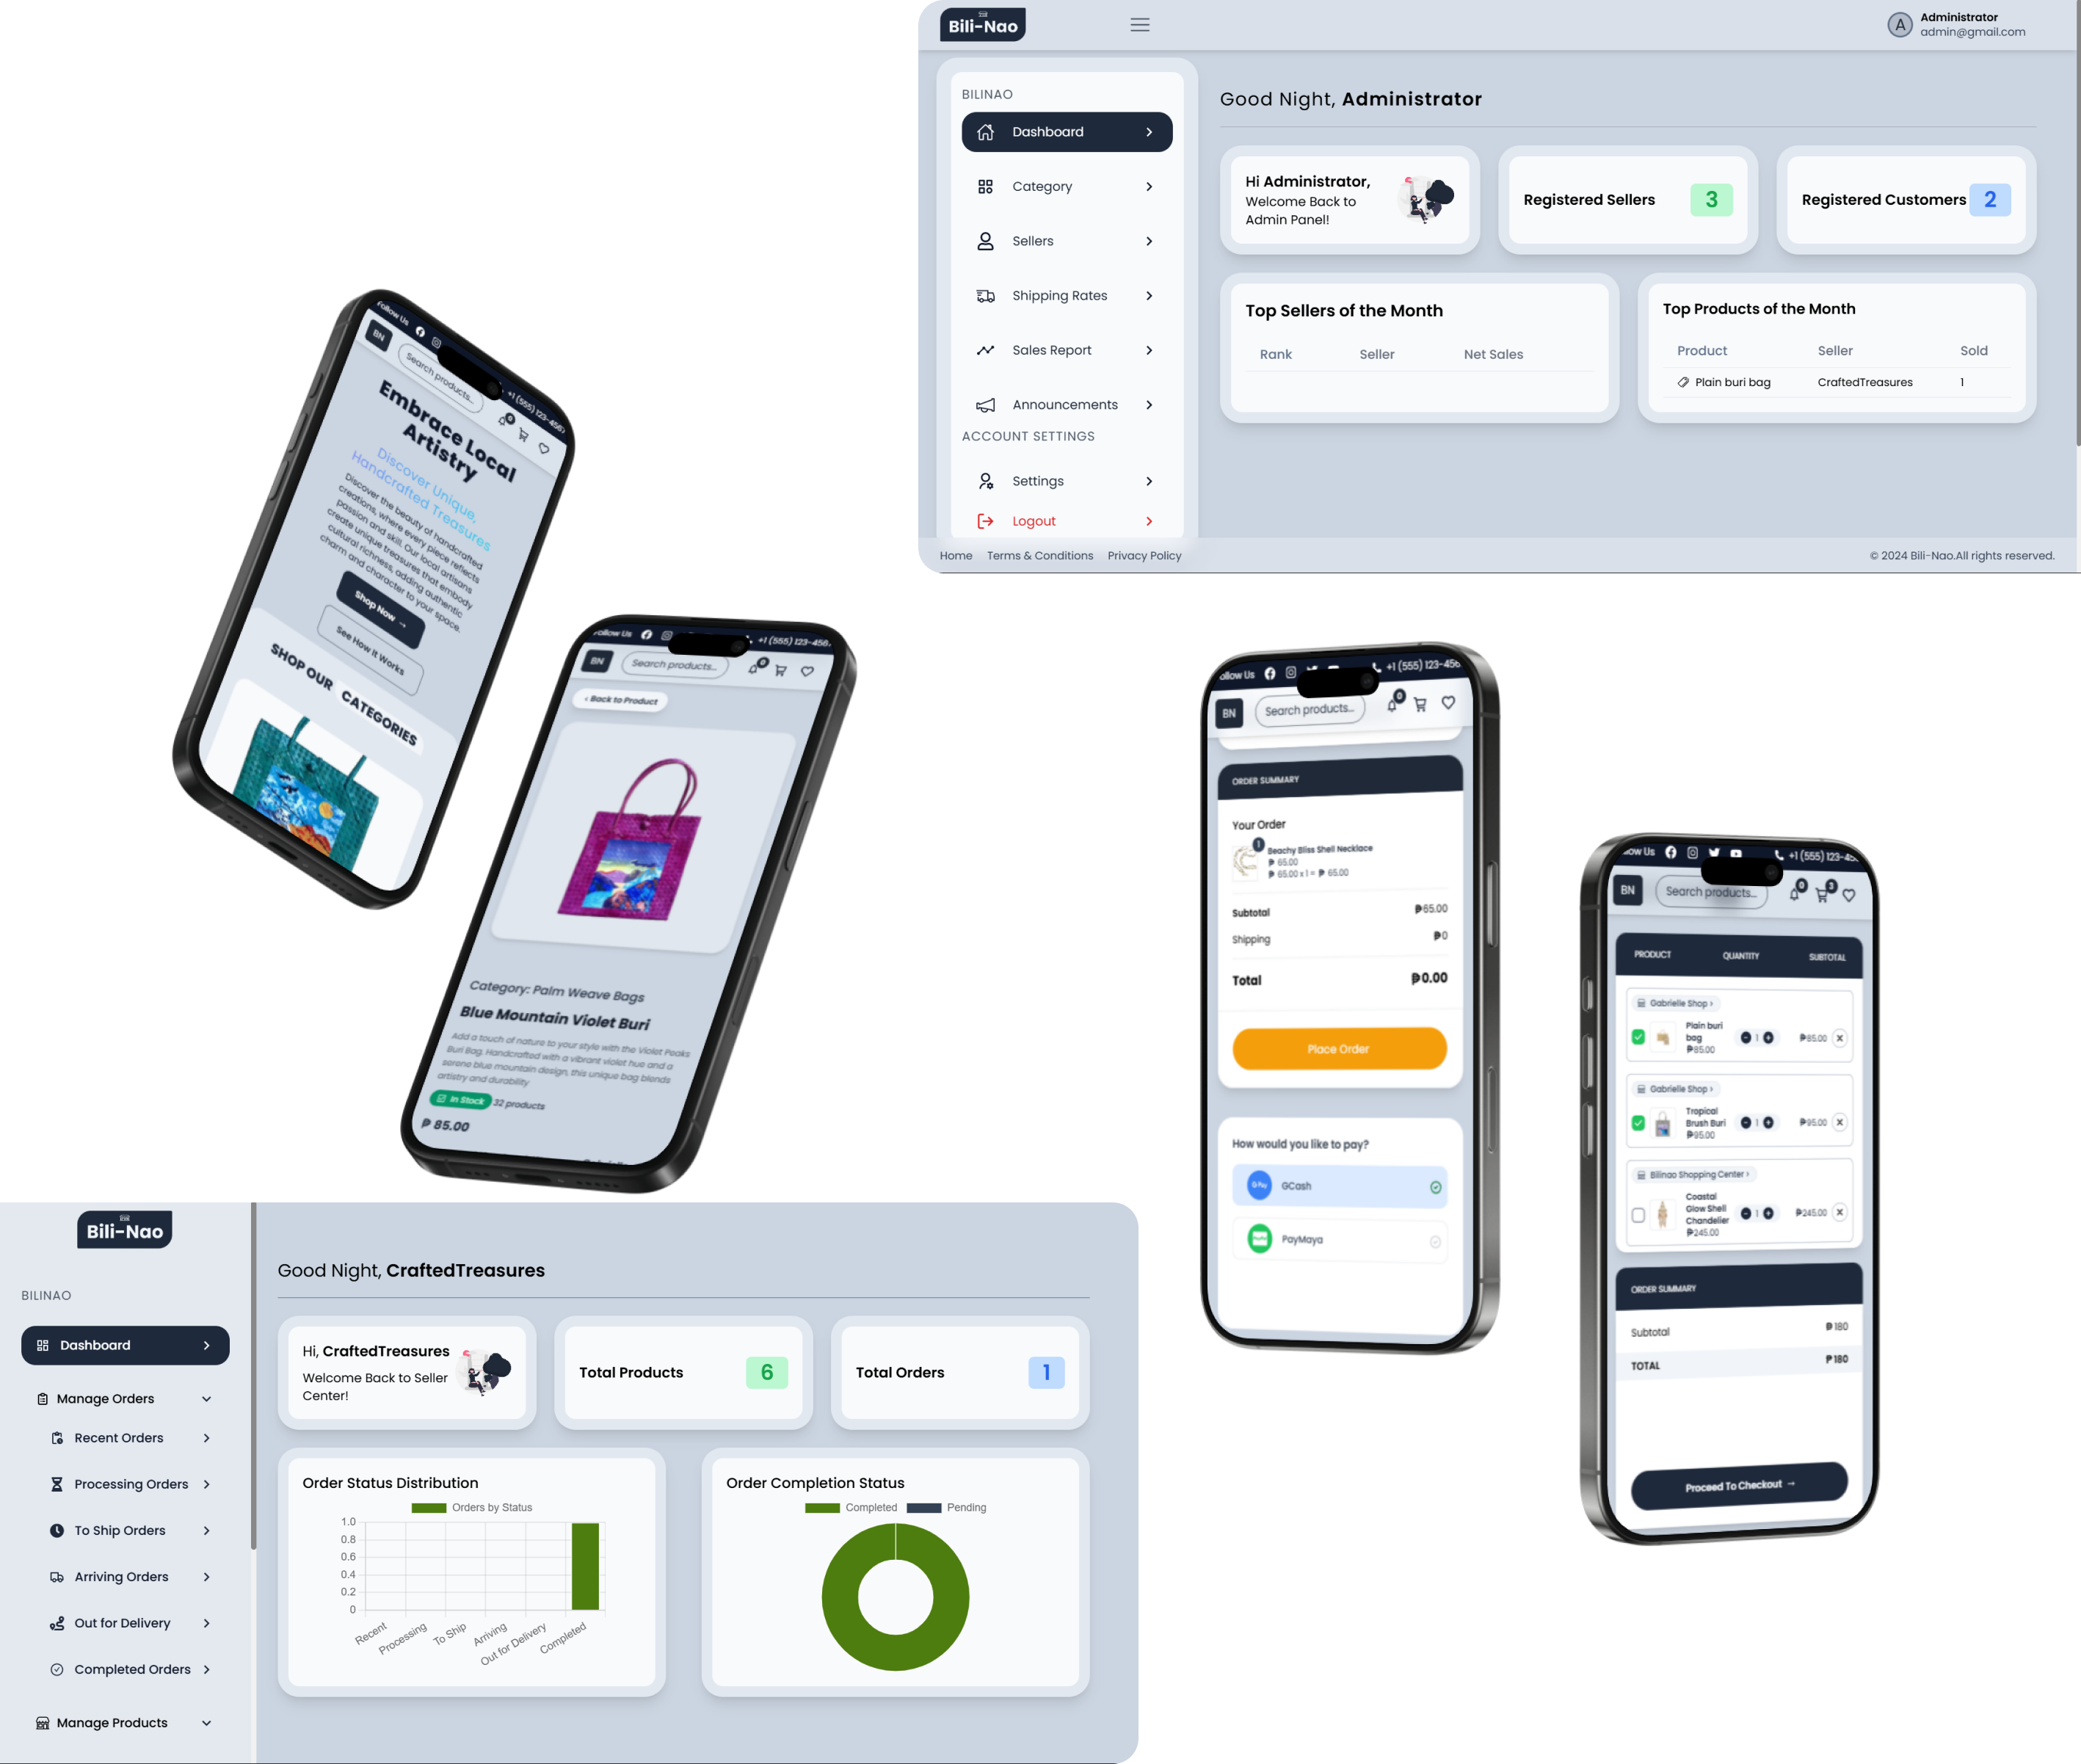 Bili-Nao
A
Administrator
admin@gmail.com
BILINAO
Dashboard
Category
Sellers
Shipping Rates
Sales Report
Announcements
ACCOUNT SETTINGS
Settings
Logout
Good Night, Administrator
Hi Administrator,
Welcome Back to
Admin Panel!
Registered Sellers 3
Registered Customers 2
Top Sellers of the Month
Rank Seller Net Sales
Top Products of the Month
Product Seller Sold
Plain buri bag CraftedTreasures 1
Home Terms & Conditions Privacy Policy
© 2024 Bili-Nao.All rights reserved.
Follow Us +1 (555) 123-4567
BN Search products... 0
Embrace Local
Artistry
Discover Unique,
Handcrafted Treasures
Discover the beauty of handcrafted
creations, where every piece reflects
passion and skill. Our local artisans
create unique treasures that embody
cultural richness, adding authentic
charm and character to your space.
Shop Now →
See How It Works
SHOP OUR CATEGORIES
Follow Us +1 (555) 123-456
BN Search products... 0
‹ Back to Product
Category: Palm Weave Bags
Blue Mountain Violet Buri
Add a touch of nature to your style with the Violet Peaks
Buri Bag. Handcrafted with a vibrant violet hue and a
serene blue mountain design, this unique bag blends
artistry and durability
In Stock 32 products
₱ 85.00
ollow Us +1 (555) 123-456
BN Search products... 0
ORDER SUMMARY
Your Order
1
Beachy Bliss Shell Necklace
₱ 65.00
₱ 65.00 x 1 = ₱ 65.00
Subtotal ₱65.00
Shipping ₱0
Total ₱0.00
Place Order
How would you like to pay?
G Pay GCash
PayMaya
ow Us +1 (555) 123-45
BN Search products... 0 3
PRODUCT QUANTITY SUBTOTAL
Gabrielle Shop ›
Plain buri
bag
₱85.00
1 ₱85.00 x
Gabrielle Shop ›
Tropical
Brush Buri
₱95.00
1 ₱95.00 x
Bilinao Shopping Center ›
Coastal
Glow Shell
Chandelier
₱245.00
1 ₱245.00 x
ORDER SUMMARY
Subtotal ₱180
TOTAL ₱180
Proceed To Checkout →
Bili-Nao
BILINAO
Dashboard
Manage Orders
Recent Orders
Processing Orders
To Ship Orders
Arriving Orders
Out for Delivery
Completed Orders
Manage Products
Good Night, CraftedTreasures
Hi, CraftedTreasures
Welcome Back to Seller
Center!
Total Products 6
Total Orders 1
Order Status Distribution
Orders by Status
1.0
0.8
0.6
0.4
0.2
0
Recent
Processing
To Ship
Arriving
Out for Delivery
Completed
Order Completion Status
Completed Pending